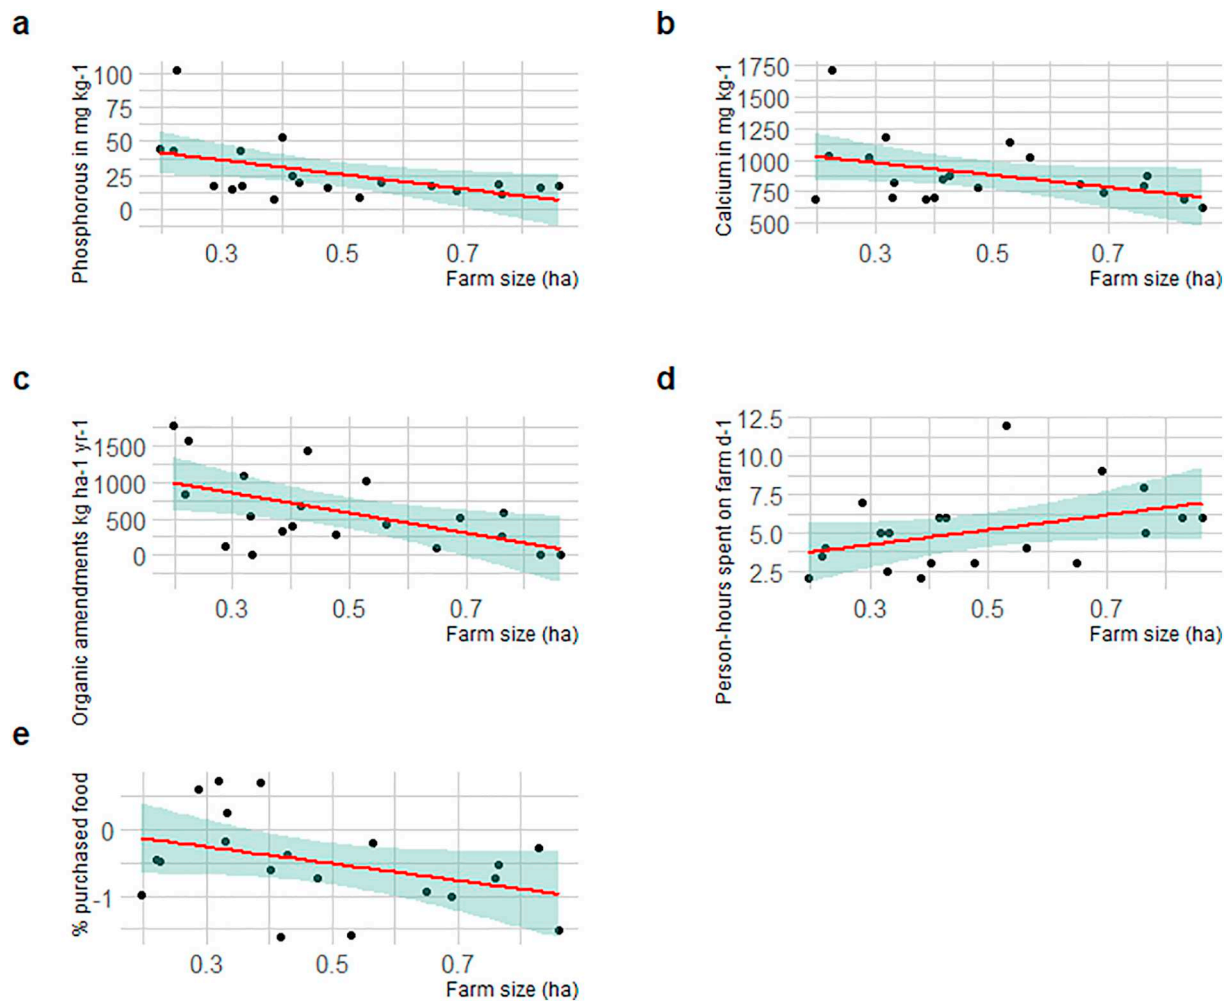 a
Phosphorous in mg kg-1
100
75
50
25
0
0.3 0.5 0.7
Farm size (ha)
b
Calcium in mg kg-1
1750
1500
1250
1000
750
500
0.3 0.5 0.7
Farm size (ha)
c
Organic amendments kg ha-1 yr-1
1500
1000
500
0
0.3 0.5 0.7
Farm size (ha)
d
Person-hours spent on farm d-1
12.5
10.0
7.5
5.0
2.5
0.3 0.5 0.7
Farm size (ha)
e
% purchased food
0
-1
0.3 0.5 0.7
Farm size (ha)